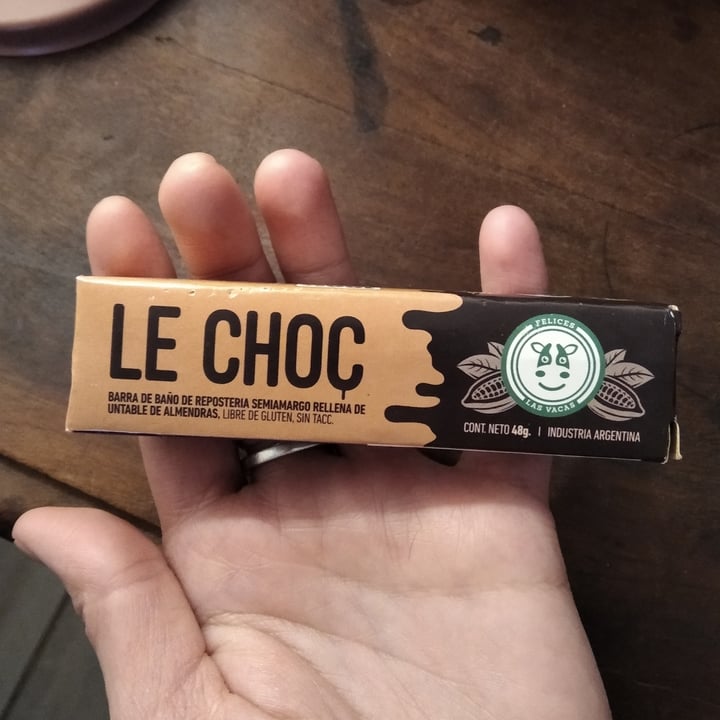 LE CHOÇ
BARRA DE BAÑO DE REPOSTERIA SEMIAMARGO RELLENA DE
UNTABLE DE ALMENDRAS, LIBRE DE GLUTEN, SIN TACC.
FELICES
LAS VACAS
CONT. NETO 48g. | INDUSTRIA ARGENTINA